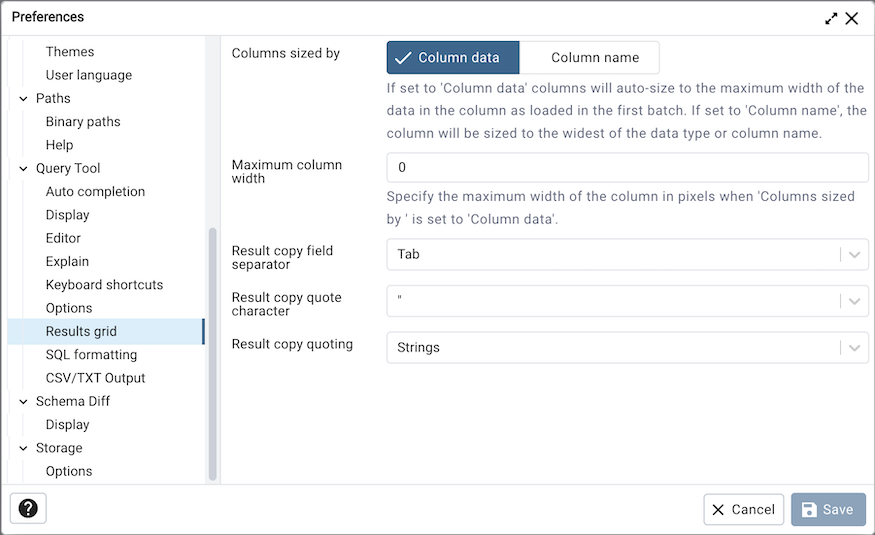 Preferences
Themes
User language
Paths
Binary paths
Help
Query Tool
Auto completion
Display
Editor
Explain
Keyboard shortcuts
Options
Results grid
SQL formatting
CSV/TXT Output
Schema Diff
Display
Storage
Options
Columns sized by
Column data
Column name
If set to 'Column data' columns will auto-size to the maximum width of the
data in the column as loaded in the first batch. If set to 'Column name', the
column will be sized to the widest of the data type or column name.
Maximum column
width
0
Specify the maximum width of the column in pixels when 'Columns sized
by ' is set to 'Column data'.
Result copy field
separator
Tab
Result copy quote
character
"
Result copy quoting
Strings
?
Cancel
Save